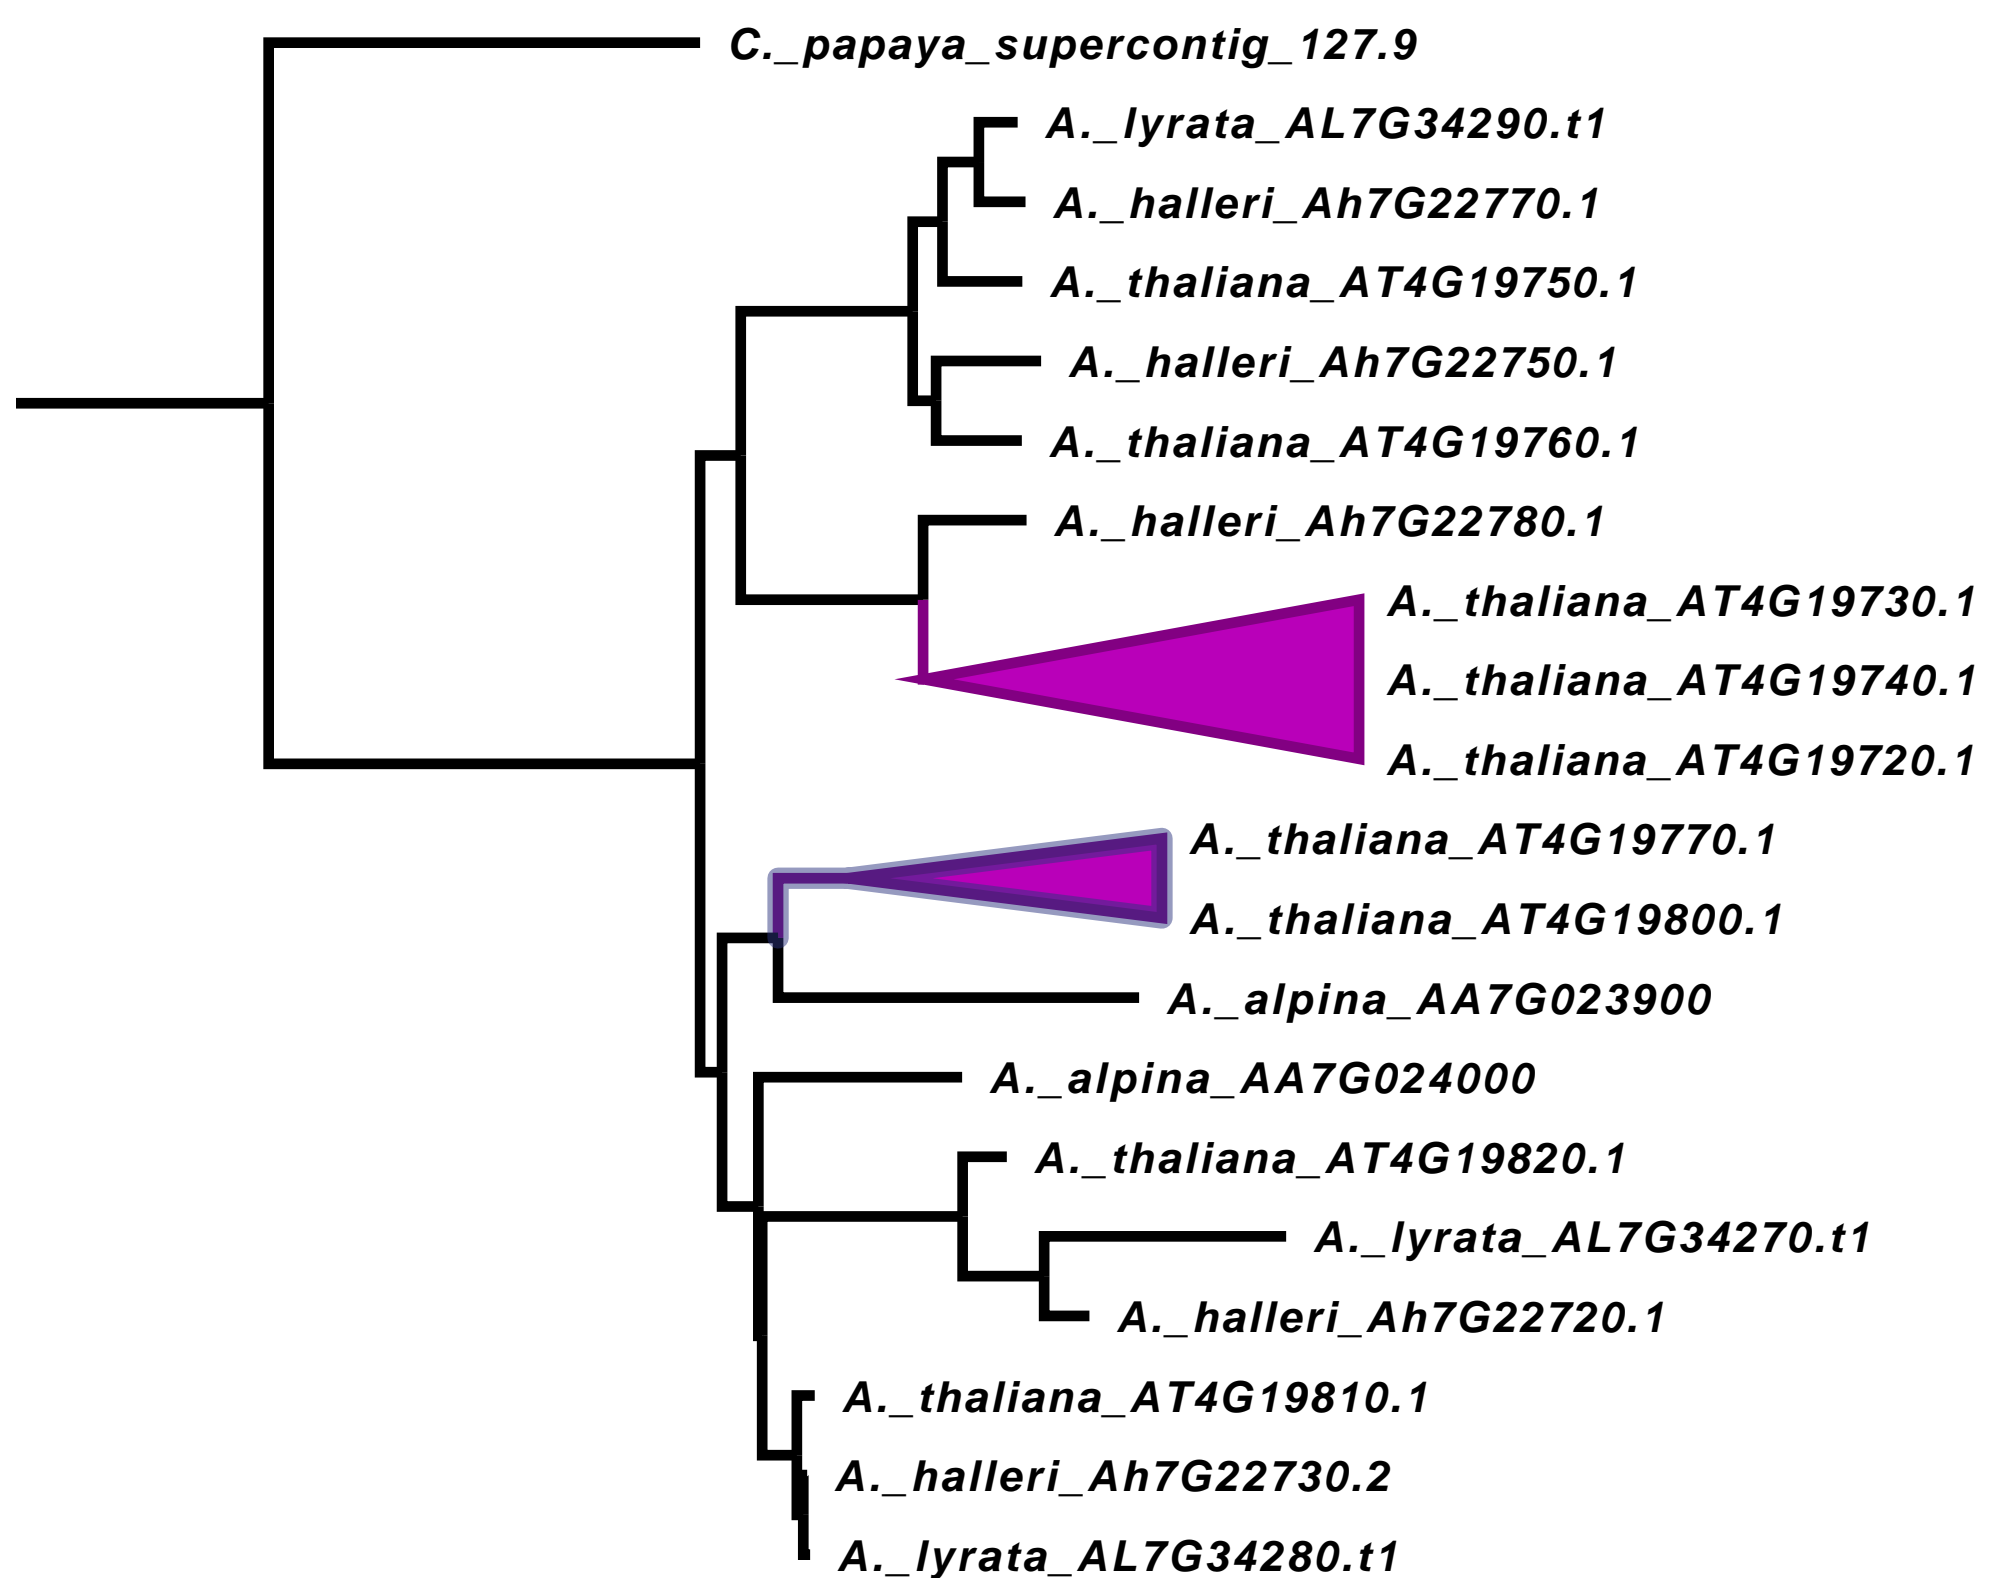 C._papaya_supercontig_127.9
A._lyrata_AL7G34290.t1
A._halleri_Ah7G22770.1
A._thaliana_AT4G19750.1
A._halleri_Ah7G22750.1
A._thaliana_AT4G19760.1
A._halleri_Ah7G22780.1
A._thaliana_AT4G19730.1
A._thaliana_AT4G19740.1
A._thaliana_AT4G19720.1
A._thaliana_AT4G19770.1
A._thaliana_AT4G19800.1
A._alpina_AA7G023900
A._alpina_AA7G024000
A._thaliana_AT4G19820.1
A._lyrata_AL7G34270.t1
A._halleri_Ah7G22720.1
A._thaliana_AT4G19810.1
A._halleri_Ah7G22730.2
A._lyrata_AL7G34280.t1